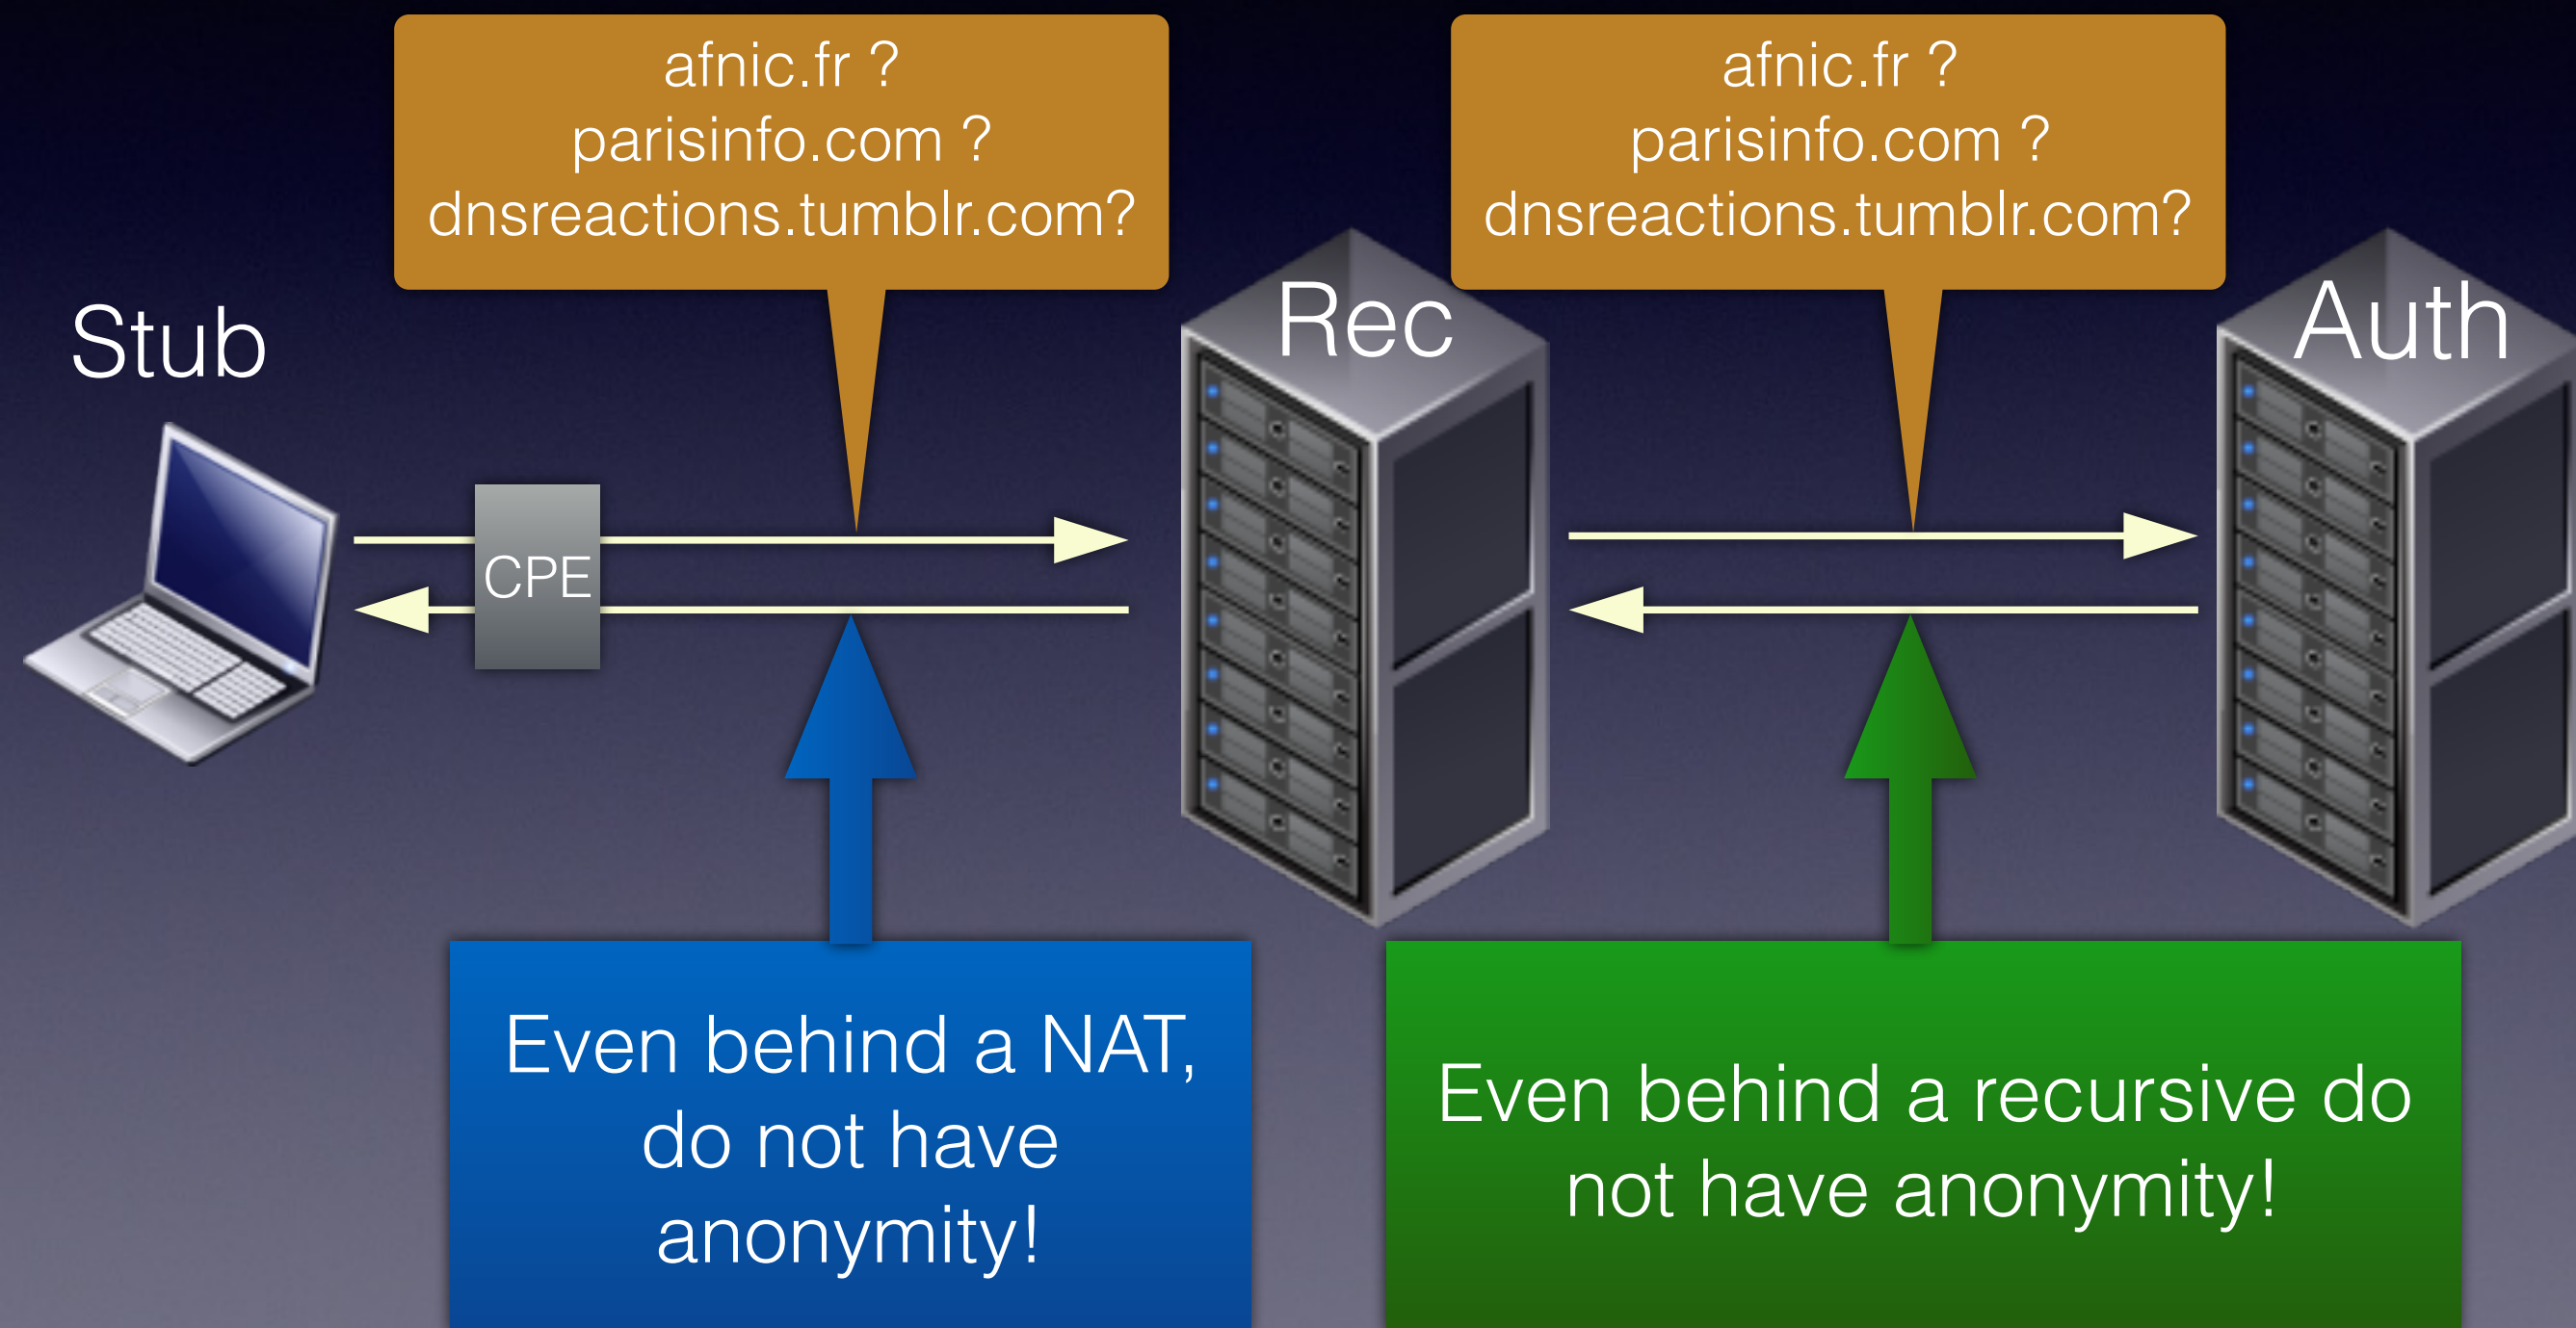 afnic.fr ?
parisinfo.com ?
dnsreactions.tumblr.com?
afnic.fr ?
parisinfo.com ?
dnsreactions.tumblr.com?
Stub
Rec
Auth
CPE
Even behind a NAT,
do not have
anonymity!
Even behind a recursive do
not have anonymity!